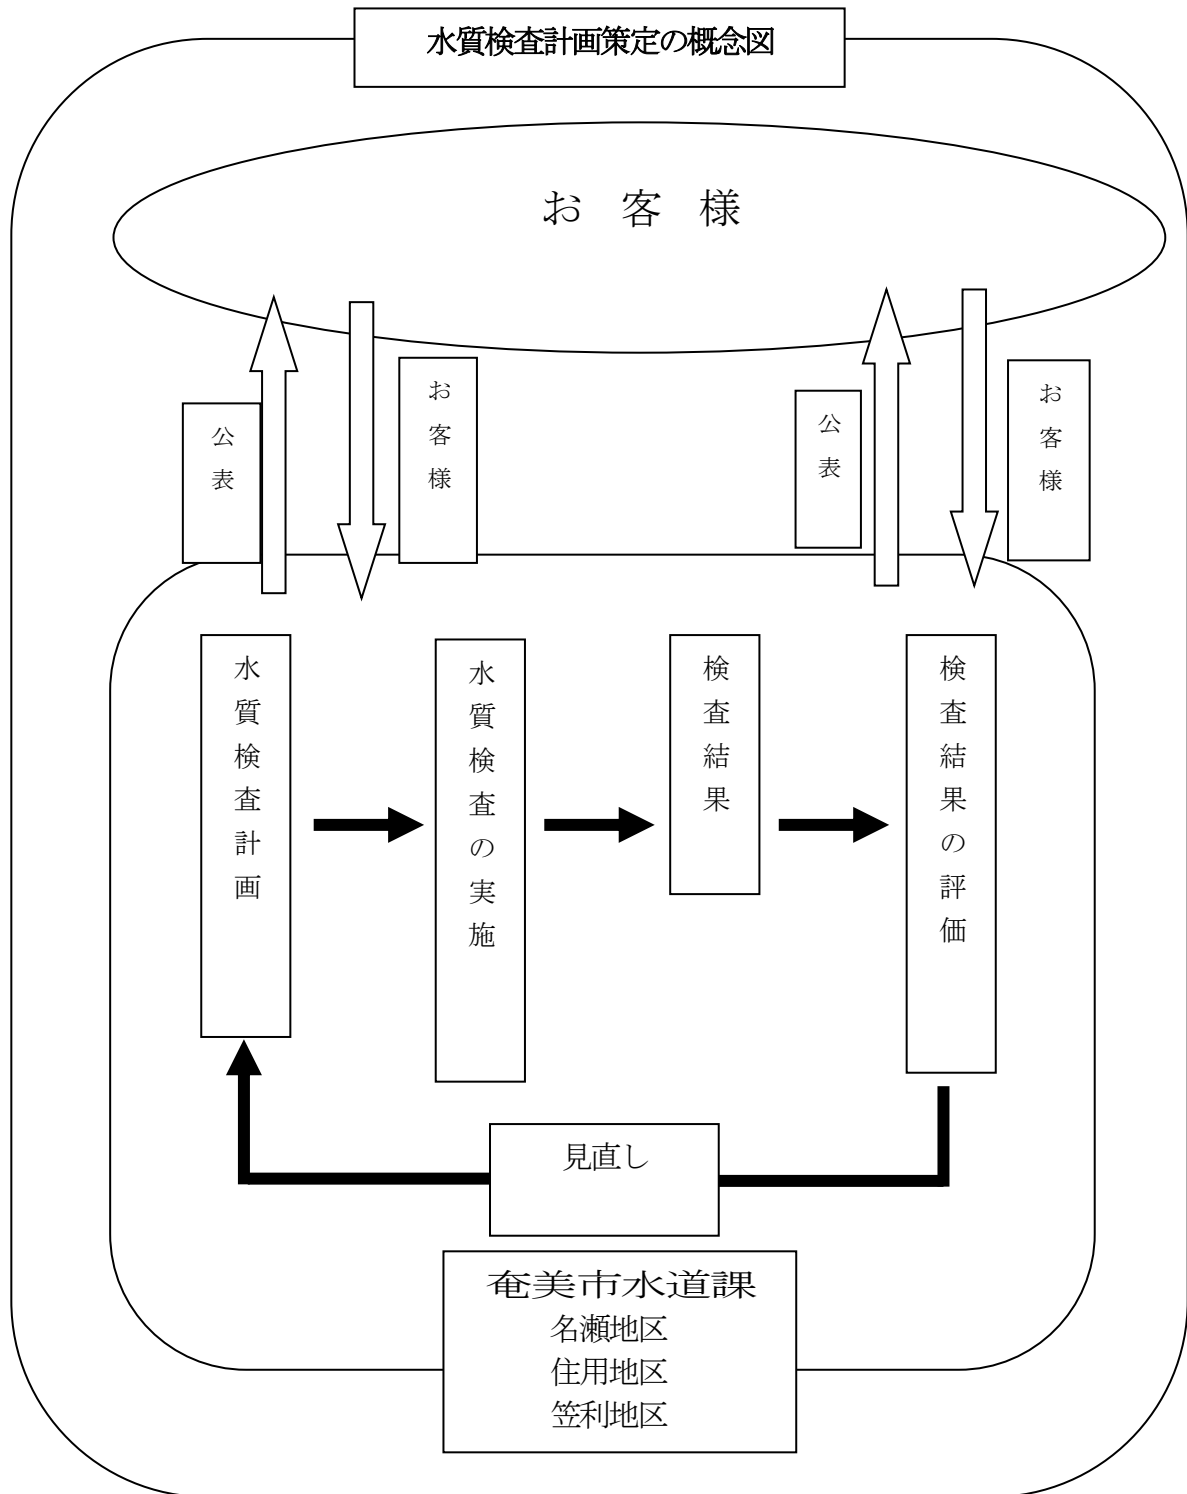 水質検査計画策定の概念図
お客様
公表
お客様
公表
お客様
水質検査計画
水質検査の実施
検査結果
検査結果の評価
見直し
奄美市水道課
名瀬地区
住用地区
笠利地区